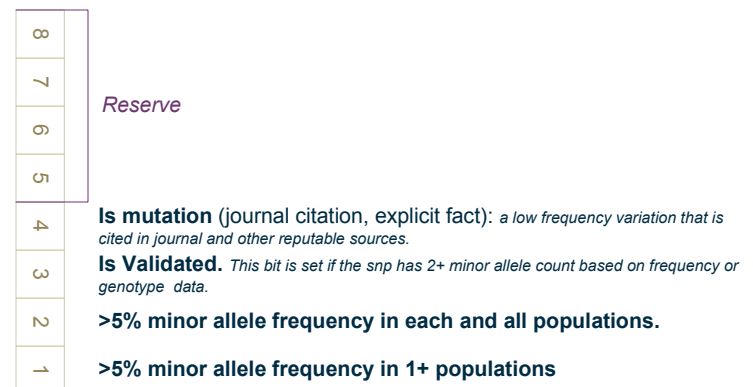 8
7
Reserve
6
5
4
Is mutation (journal citation, explicit fact): a low frequency variation that is
cited in journal and other reputable sources.
3
Is Validated. This bit is set if the snp has 2+ minor allele count based on frequency or
genotype data.
2
>5% minor allele frequency in each and all populations.
1
>5% minor allele frequency in 1+ populations